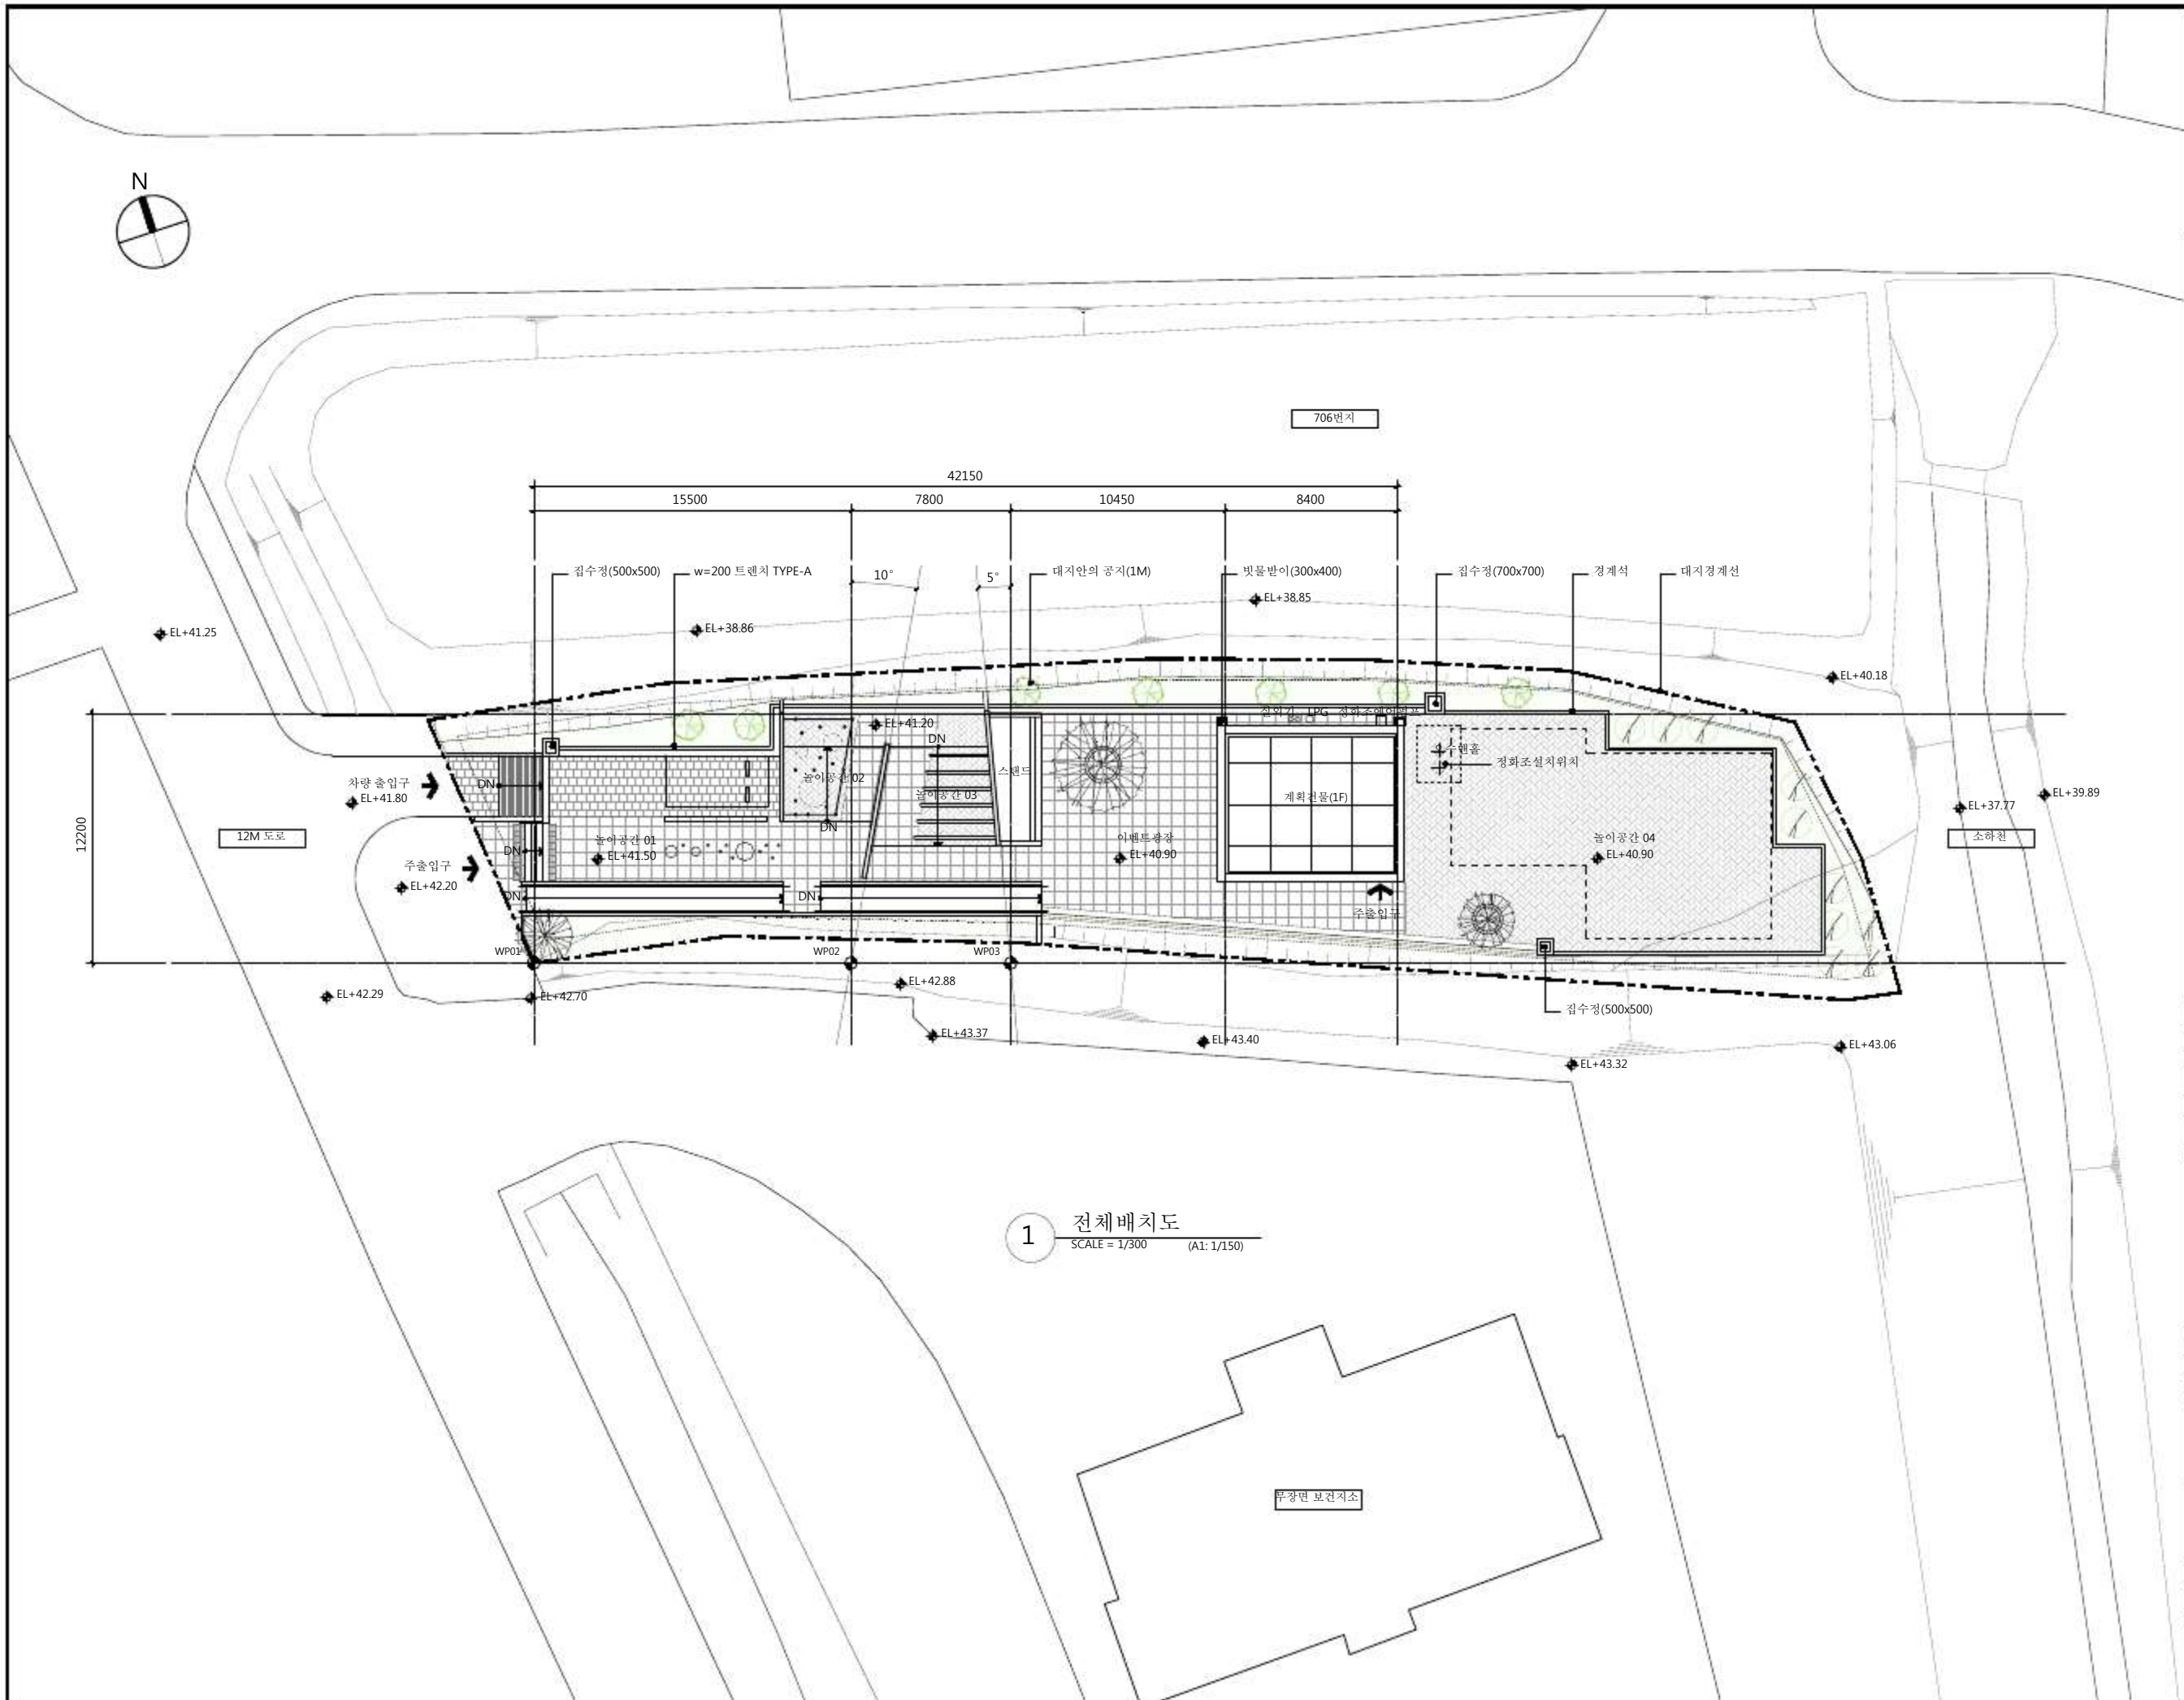 N
706번지
42150
15500
7800
10450
8400
집수정(500x500)
w=200 트렌치 TYPE-A
10°
5°
대지안의 공지(1M)
빗물받이(300x400)
집수정(700x700)
경계석
대지경계선
EL+38.85
EL+38.86
EL+41.25
EL+40.18
EL+41.20
DN
실외기
LPG
오수맨홀
정화조설치위치
스탠드
놀이공간 02
놀이공간 03
차량 출입구
DN
EL+41.80
계획건물(1F)
EL+37.77
EL+39.89
12200
12M 도로
DN
놀이공간 01
EL+41.50
이벤트광장
EL+40.90
놀이공간 04
EL+40.90
소하천
주출입구
DN
EL+42.20
DN
DN
주출입구
WP01
WP02
WP03
EL+42.29
EL+42.70
EL+42.88
집수정(500x500)
EL+43.37
EL+43.40
EL+43.32
EL+43.06
1
전체배치도
SCALE = 1/300
(A1: 1/150)
무장면 보건지소